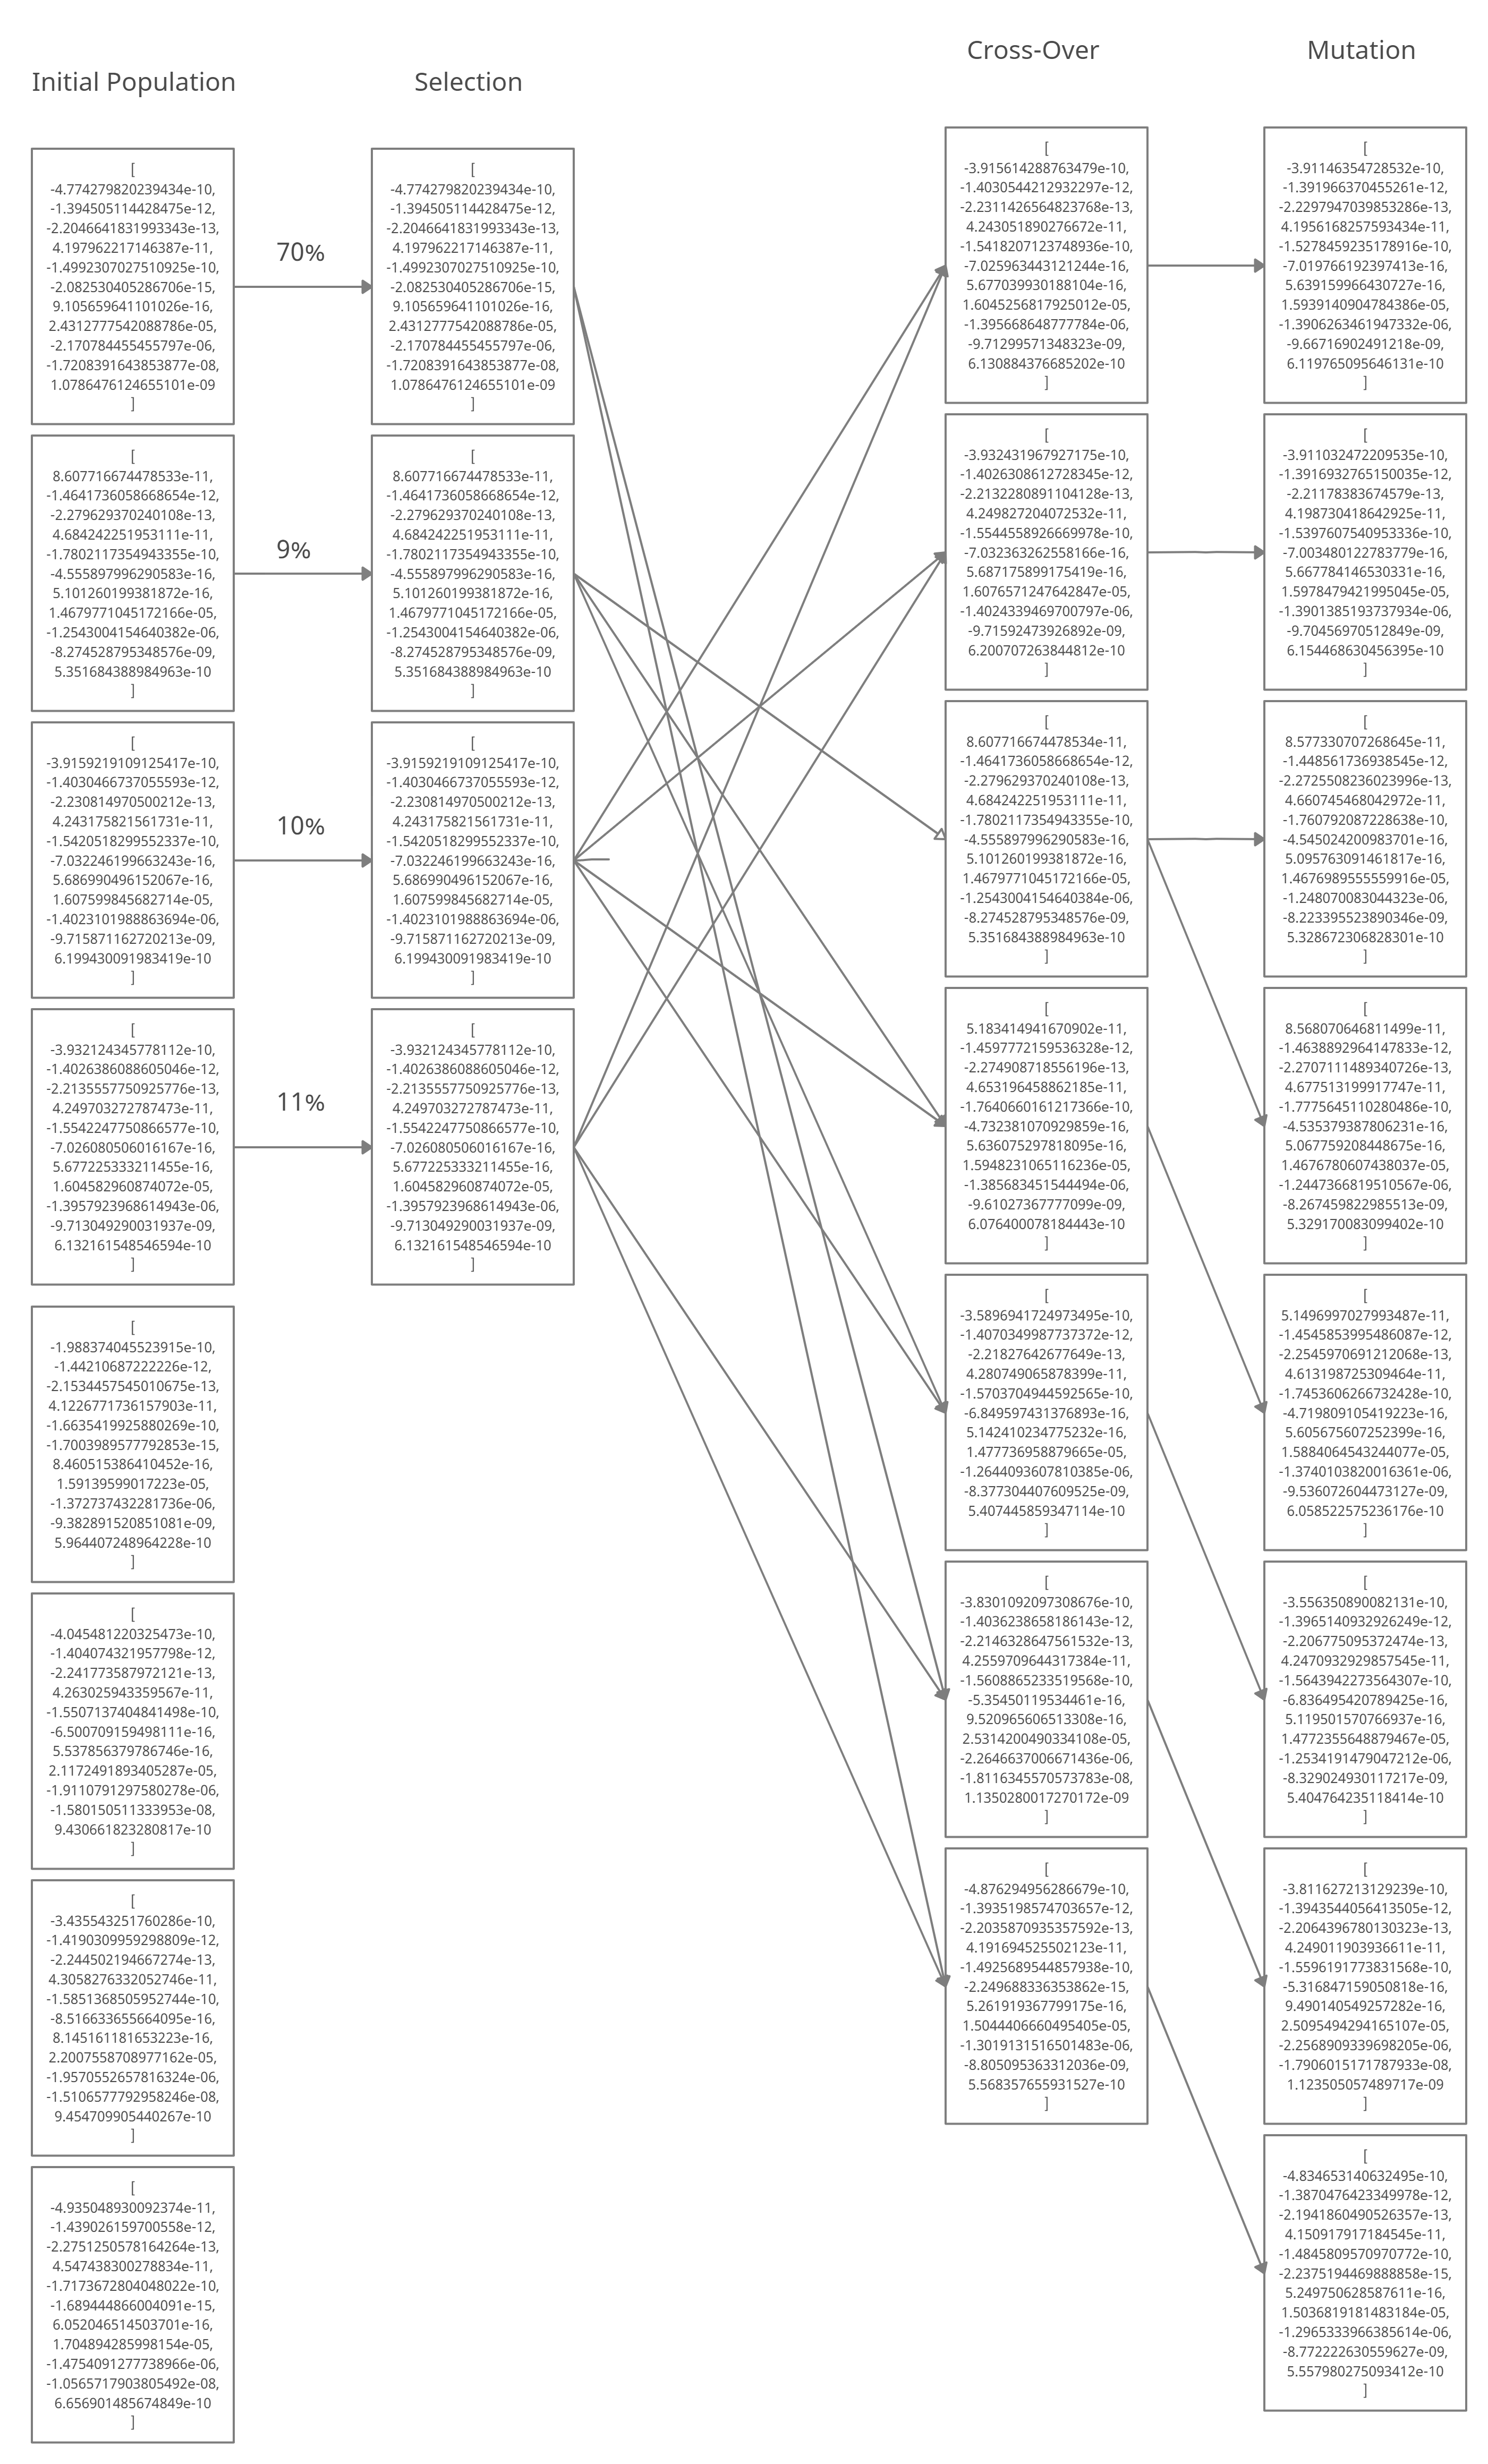 Cross-Over
Mutation
Initial Population
Selection
[
-4.774279820239434e-10,
-1.394505114428475e-12,
-2.2046641831993343e-13,
4.197962217146387e-11,
-1.4992307027510925e-10,
-2.082530405286706e-15,
9.105659641101026e-16,
2.4312777542088786e-05,
-2.170784455455797e-06,
-1.7208391643853877e-08,
1.0786476124655101e-09
]
70%
[
8.607716674478533e-11,
-1.4641736058668654e-12,
-2.279629370240108e-13,
4.684242251953111e-11,
-1.7802117354943355e-10,
-4.555897996290583e-16,
5.101260199381872e-16,
1.4679771045172166e-05,
-1.2543004154640382e-06,
-8.274528795348576e-09,
5.351684388984963e-10
]
9%
[
-3.9159219109125417e-10,
-1.4030466737055593e-12,
-2.230814970500212e-13,
4.243175821561731e-11,
-1.5420518299552337e-10,
-7.032246199663243e-16,
5.686990496152067e-16,
1.607599845682714e-05,
-1.4023101988863694e-06,
-9.715871162720213e-09,
6.199430091983419e-10
]
10%
[
-3.932124345778112e-10,
-1.4026386088605046e-12,
-2.2135557750925776e-13,
4.249703272787473e-11,
-1.5542247750866577e-10,
-7.026080506016167e-16,
5.677225333211455e-16,
1.604582960874072e-05,
-1.3957923968614943e-06,
-9.713049290031937e-09,
6.132161548546594e-10
]
11%
[
-1.988374045523915e-10,
-1.44210687222226e-12,
-2.1534457545010675e-13,
4.1226771736157903e-11,
-1.6635419925880269e-10,
-1.7003989577792853e-15,
8.460515386410452e-16,
1.59139599017223e-05,
-1.372737432281736e-06,
-9.382891520851081e-09,
5.964407248964228e-10
]
[
-4.045481220325473e-10,
-1.404074321957798e-12,
-2.241773587972121e-13,
4.263025943359567e-11,
-1.5507137404841498e-10,
-6.500709159498111e-16,
5.537856379786746e-16,
2.1172491893405287e-05,
-1.9110791297580278e-06,
-1.580150511333953e-08,
9.430661823280817e-10
]
[
-3.435543251760286e-10,
-1.4190309959298809e-12,
-2.244502194667274e-13,
4.3058276332052746e-11,
-1.5851368505952744e-10,
-8.516633655664095e-16,
8.145161181653223e-16,
2.2007558708977162e-05,
-1.9570552657816324e-06,
-1.5106577792958246e-08,
9.454709905440267e-10
]
[
-4.935048930092374e-11,
-1.439026159700558e-12,
-2.2751250578164264e-13,
4.547438300278834e-11,
-1.7173672804048022e-10,
-1.689444866004091e-15,
6.052046514503701e-16,
1.704894285998154e-05,
-1.4754091277738966e-06,
-1.0565717903805492e-08,
6.656901485674849e-10
]
[
-4.774279820239434e-10,
-1.394505114428475e-12,
-2.2046641831993343e-13,
4.197962217146387e-11,
-1.4992307027510925e-10,
-2.082530405286706e-15,
9.105659641101026e-16,
2.4312777542088786e-05,
-2.170784455455797e-06,
-1.7208391643853877e-08,
1.0786476124655101e-09
]
[
8.607716674478533e-11,
-1.4641736058668654e-12,
-2.279629370240108e-13,
4.684242251953111e-11,
-1.7802117354943355e-10,
-4.555897996290583e-16,
5.101260199381872e-16,
1.4679771045172166e-05,
-1.2543004154640382e-06,
-8.274528795348576e-09,
5.351684388984963e-10
]
[
-3.9159219109125417e-10,
-1.4030466737055593e-12,
-2.230814970500212e-13,
4.243175821561731e-11,
-1.5420518299552337e-10,
-7.032246199663243e-16,
5.686990496152067e-16,
1.607599845682714e-05,
-1.4023101988863694e-06,
-9.715871162720213e-09,
6.199430091983419e-10
]
[
-3.932124345778112e-10,
-1.4026386088605046e-12,
-2.2135557750925776e-13,
4.249703272787473e-11,
-1.5542247750866577e-10,
-7.026080506016167e-16,
5.677225333211455e-16,
1.604582960874072e-05,
-1.3957923968614943e-06,
-9.713049290031937e-09,
6.132161548546594e-10
]
[
-3.915614288763479e-10,
-1.4030544212932297e-12,
-2.2311426564823768e-13,
4.243051890276672e-11,
-1.5418207123748936e-10,
-7.025963443121244e-16,
5.677039930188104e-16,
1.6045256817925012e-05,
-1.395668648777784e-06,
-9.71299571348323e-09,
6.130884376685202e-10
]
[
-3.932431967927175e-10,
-1.4026308612728345e-12,
-2.2132280891104128e-13,
4.249827204072532e-11,
-1.5544558926669978e-10,
-7.032363262558166e-16,
5.687175899175419e-16,
1.6076571247642847e-05,
-1.4024339469700797e-06,
-9.71592473926892e-09,
6.200707263844812e-10
]
[
8.607716674478534e-11,
-1.4641736058668654e-12,
-2.279629370240108e-13,
4.684242251953111e-11,
-1.7802117354943355e-10,
-4.555897996290583e-16,
5.101260199381872e-16,
1.4679771045172166e-05,
-1.2543004154640384e-06,
-8.274528795348576e-09,
5.351684388984963e-10
]
[
5.183414941670902e-11,
-1.4597772159536328e-12,
-2.274908718556196e-13,
4.653196458862185e-11,
-1.7640660161217366e-10,
-4.732381070929859e-16,
5.636075297818095e-16,
1.5948231065116236e-05,
-1.385683451544494e-06,
-9.61027367777099e-09,
6.076400078184443e-10
]
[
-3.5896941724973495e-10,
-1.4070349987737372e-12,
-2.21827642677649e-13,
4.280749065878399e-11,
-1.5703704944592565e-10,
-6.849597431376893e-16,
5.142410234775232e-16,
1.477736958879665e-05,
-1.2644093607810385e-06,
-8.377304407609525e-09,
5.407445859347114e-10
]
[
-3.8301092097308676e-10,
-1.4036238658186143e-12,
-2.2146328647561532e-13,
4.2559709644317384e-11,
-1.5608865233519568e-10,
-5.35450119534461e-16,
9.520965606513308e-16,
2.5314200490334108e-05,
-2.2646637006671436e-06,
-1.8116345570573783e-08,
1.1350280017270172e-09
]
[
-4.876294956286679e-10,
-1.3935198574703657e-12,
-2.2035870935357592e-13,
4.191694525502123e-11,
-1.4925689544857938e-10,
-2.249688336353862e-15,
5.261919367799175e-16,
1.5044406660495405e-05,
-1.3019131516501483e-06,
-8.805095363312036e-09,
5.568357655931527e-10
]
[
-3.91146354728532e-10,
-1.391966370455261e-12,
-2.2297947039853286e-13,
4.1956168257593434e-11,
-1.5278459235178916e-10,
-7.019766192397413e-16,
5.639159966430727e-16,
1.5939140904784386e-05,
-1.3906263461947332e-06,
-9.66716902491218e-09,
6.119765095646131e-10
]
[
-3.911032472209535e-10,
-1.3916932765150035e-12,
-2.21178383674579e-13,
4.198730418642925e-11,
-1.5397607540953336e-10,
-7.003480122783779e-16,
5.667784146530331e-16,
1.5978479421995045e-05,
-1.3901385193737934e-06,
-9.70456970512849e-09,
6.154468630456395e-10
]
[
8.577330707268645e-11,
-1.448561736938545e-12,
-2.2725508236023996e-13,
4.660745468042972e-11,
-1.760792087228638e-10,
-4.545024200983701e-16,
5.095763091461817e-16,
1.4676989555559916e-05,
-1.248070083044323e-06,
-8.223395523890346e-09,
5.328672306828301e-10
]
[
8.568070646811499e-11,
-1.4638892964147833e-12,
-2.2707111489340726e-13,
4.677513199917747e-11,
-1.7775645110280486e-10,
-4.535379387806231e-16,
5.067759208448675e-16,
1.4676780607438037e-05,
-1.2447366819510567e-06,
-8.267459822985513e-09,
5.329170083099402e-10
]
[
5.1496997027993487e-11,
-1.4545853995486087e-12,
-2.2545970691212068e-13,
4.613198725309464e-11,
-1.7453606266732428e-10,
-4.719809105419223e-16,
5.605675607252399e-16,
1.5884064543244077e-05,
-1.3740103820016361e-06,
-9.536072604473127e-09,
6.058522575236176e-10
]
[
-3.556350890082131e-10,
-1.3965140932926249e-12,
-2.206775095372474e-13,
4.2470932929857545e-11,
-1.5643942273564307e-10,
-6.836495420789425e-16,
5.119501570766937e-16,
1.4772355648879467e-05,
-1.2534191479047212e-06,
-8.329024930117217e-09,
5.404764235118414e-10
]
[
-3.811627213129239e-10,
-1.3943544056413505e-12,
-2.2064396780130323e-13,
4.249011903936611e-11,
-1.5596191773831568e-10,
-5.316847159050818e-16,
9.490140549257282e-16,
2.5095494294165107e-05,
-2.2568909339698205e-06,
-1.7906015171787933e-08,
1.123505057489717e-09
]
[
-4.834653140632495e-10,
-1.3870476423349978e-12,
-2.1941860490526357e-13,
4.150917917184545e-11,
-1.4845809570970772e-10,
-2.2375194469888858e-15,
5.249750628587611e-16,
1.5036819181483184e-05,
-1.2965333966385614e-06,
-8.772222630559627e-09,
5.557980275093412e-10
]